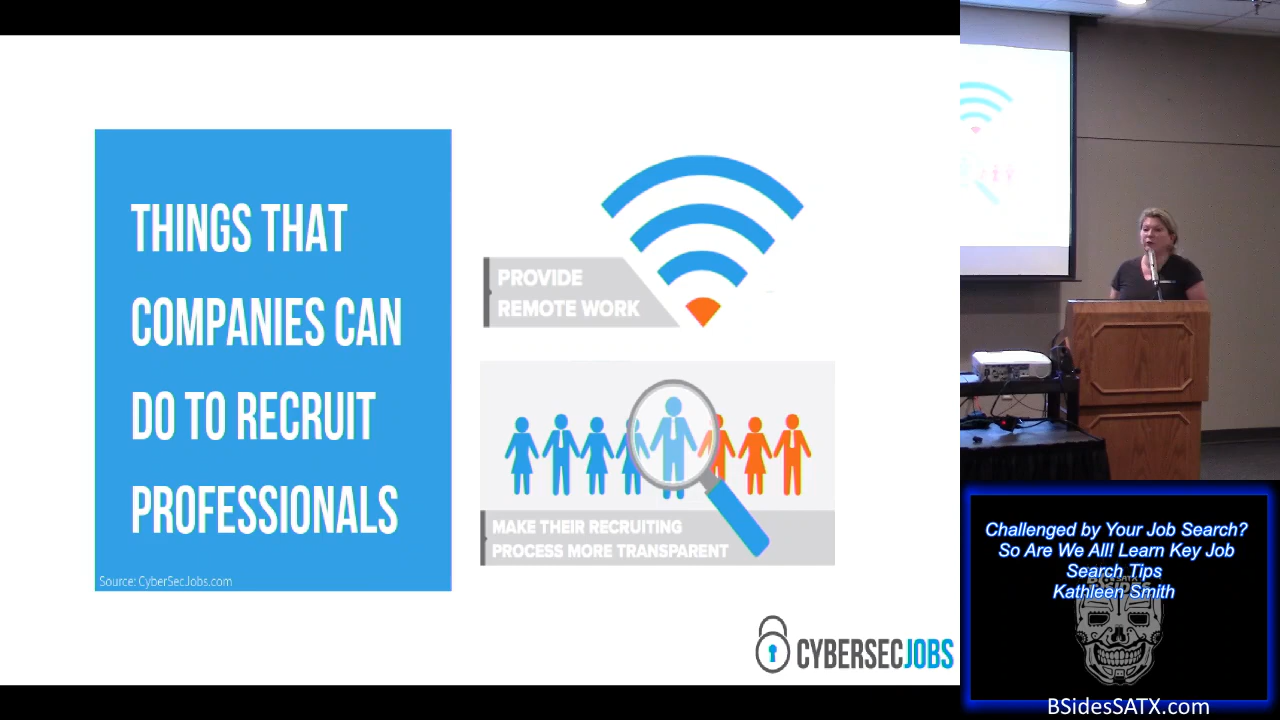 THINGS THAT
COMPANIES CAN
DO TO RECRUIT
PROFESSIONALS
Source: CyberSecJobs.com
PROVIDE
REMOTE WORK
MAKE THEIR RECRUITING
PROCESS MORE TRANSPARENT
CYBERSECJOBS
Challenged by Your Job Search?
So Are We All! Learn Key Job
Search Tips
Kathleen Smith
BSIDES SATX
BSidesSATX.com